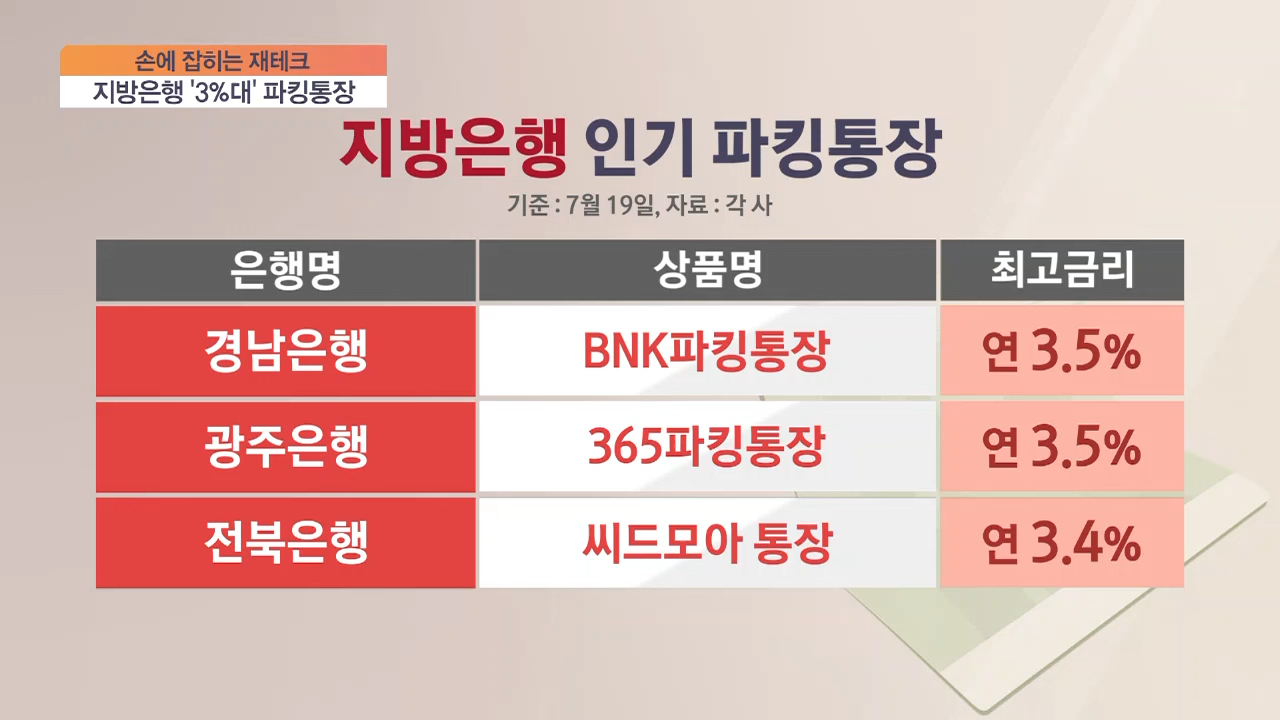 손에 잡히는 재테크
지방은행 '3%대' 파킹통장
지방은행 인기 파킹통장
기준 : 7월 19일, 자료 : 각 사
은행명 상품명 최고금리
경남은행 BNK파킹통장 연 3.5%
광주은행 365파킹통장 연 3.5%
전북은행 씨드모아 통장 연 3.4%